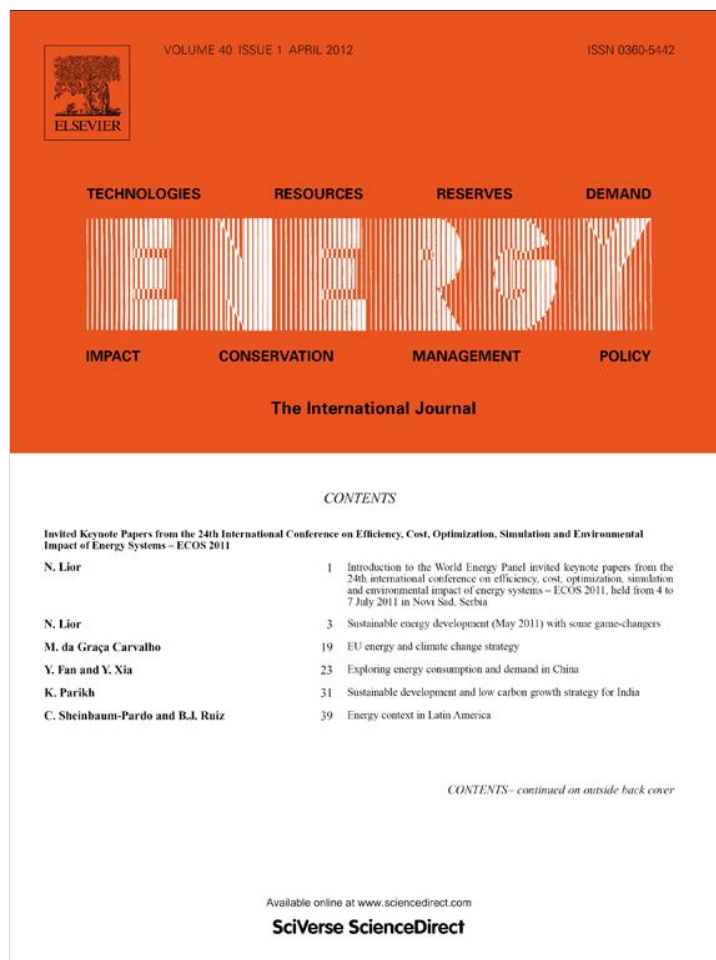 VOLUME 40 ISSUE 1 APRIL 2012
ISSN 0360-5442
ELSEVIER
TECHNOLOGIES RESOURCES RESERVES DEMAND
ENERGY
IMPACT CONSERVATION MANAGEMENT POLICY
The International Journal
CONTENTS
Invited Keynote Papers from the 24th International Conference on Efficiency, Cost, Optimization, Simulation and Environmental
Impact of Energy Systems – ECOS 2011
N. Lior 1 Introduction to the World Energy Panel invited keynote papers from the
24th international conference on efficiency, cost, optimization, simulation
and environmental impact of energy systems – ECOS 2011, held from 4 to
7 July 2011 in Novi Sad, Serbia
N. Lior 3 Sustainable energy development (May 2011) with some game-changers
M. da Graça Carvalho 19 EU energy and climate change strategy
Y. Fan and Y. Xia 23 Exploring energy consumption and demand in China
K. Parikh 31 Sustainable development and low carbon growth strategy for India
C. Sheinbaum-Pardo and B.J. Ruiz 39 Energy context in Latin America
CONTENTS– continued on outside back cover
Available online at www.sciencedirect.com
SciVerse ScienceDirect